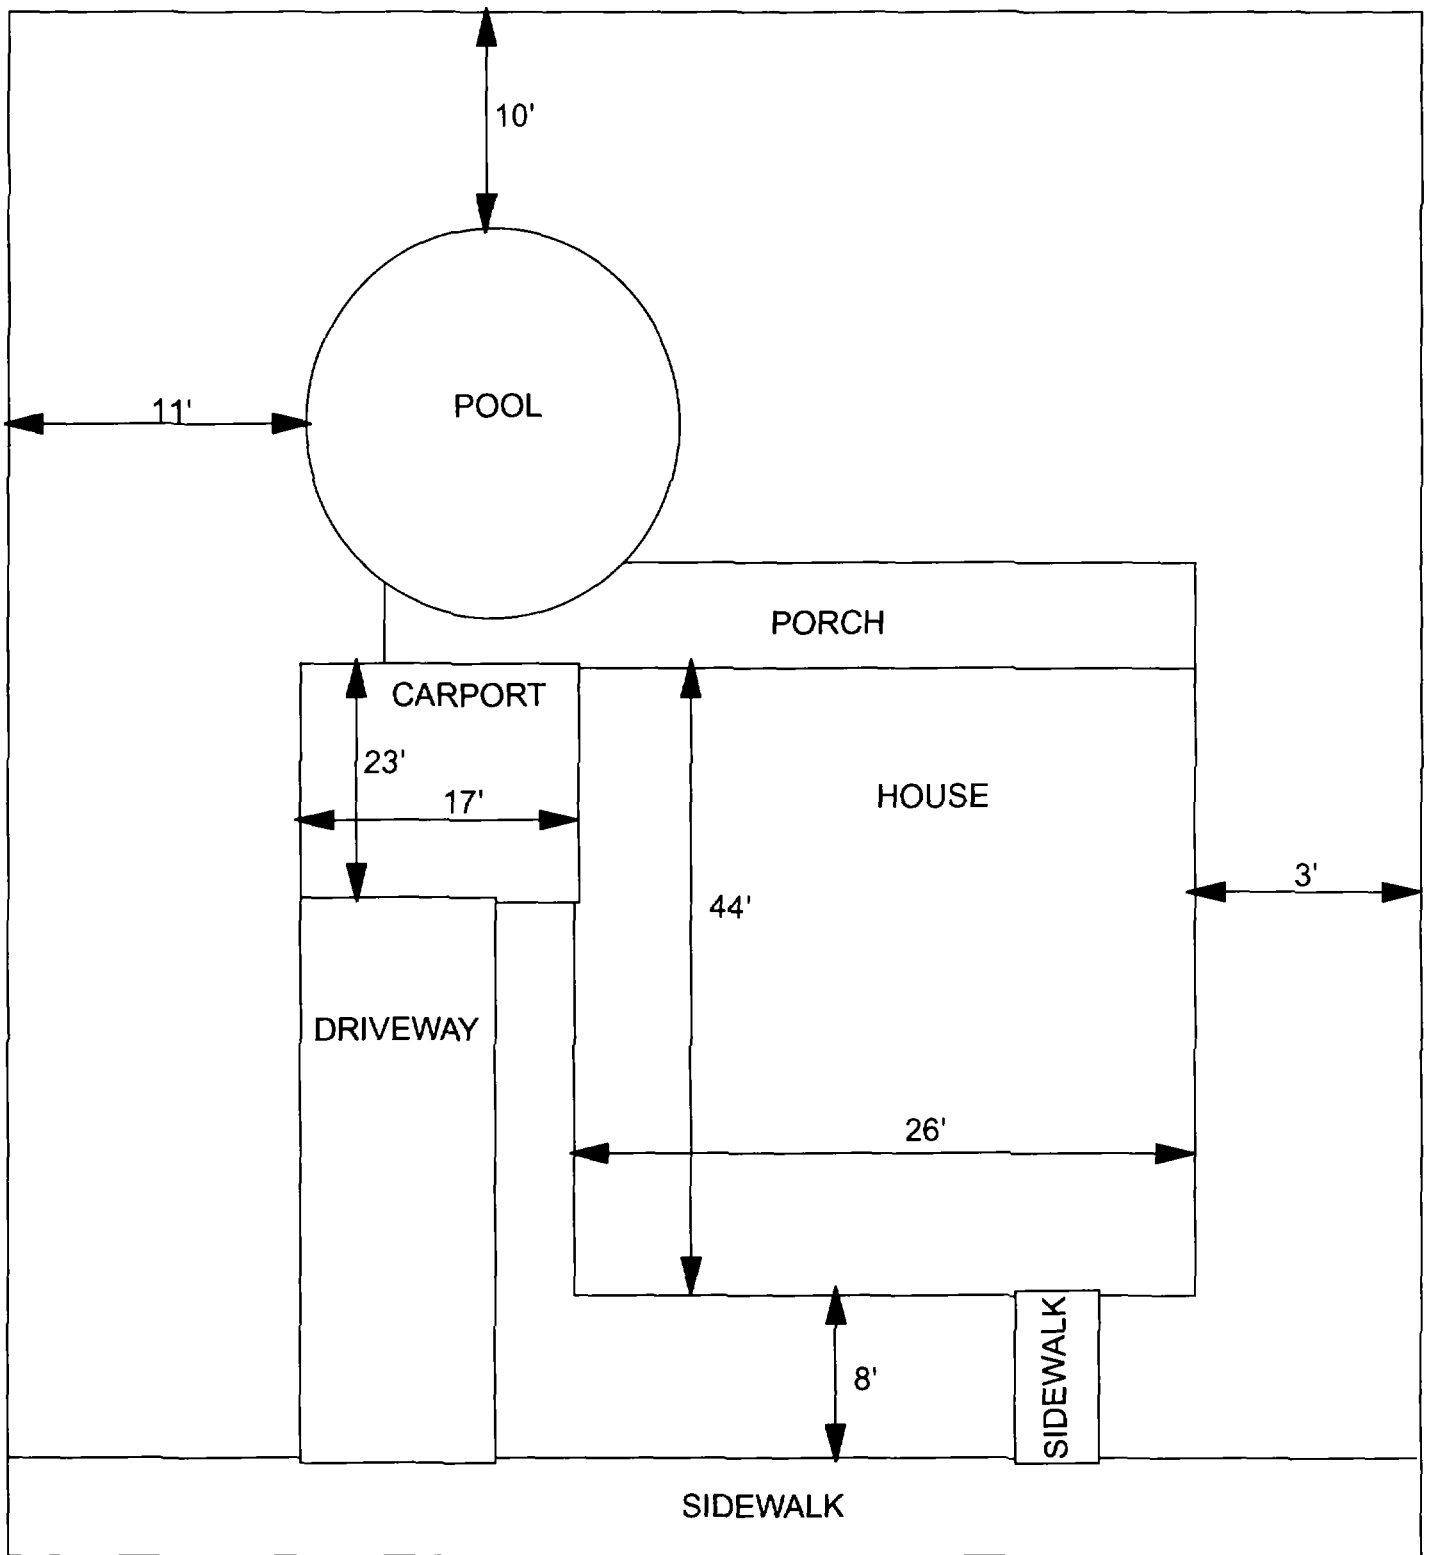 10'
11'
POOL
PORCH
CARPORT
23'
17'
HOUSE
3'
44'
DRIVEWAY
26'
8'
SIDEWALK
SIDEWALK